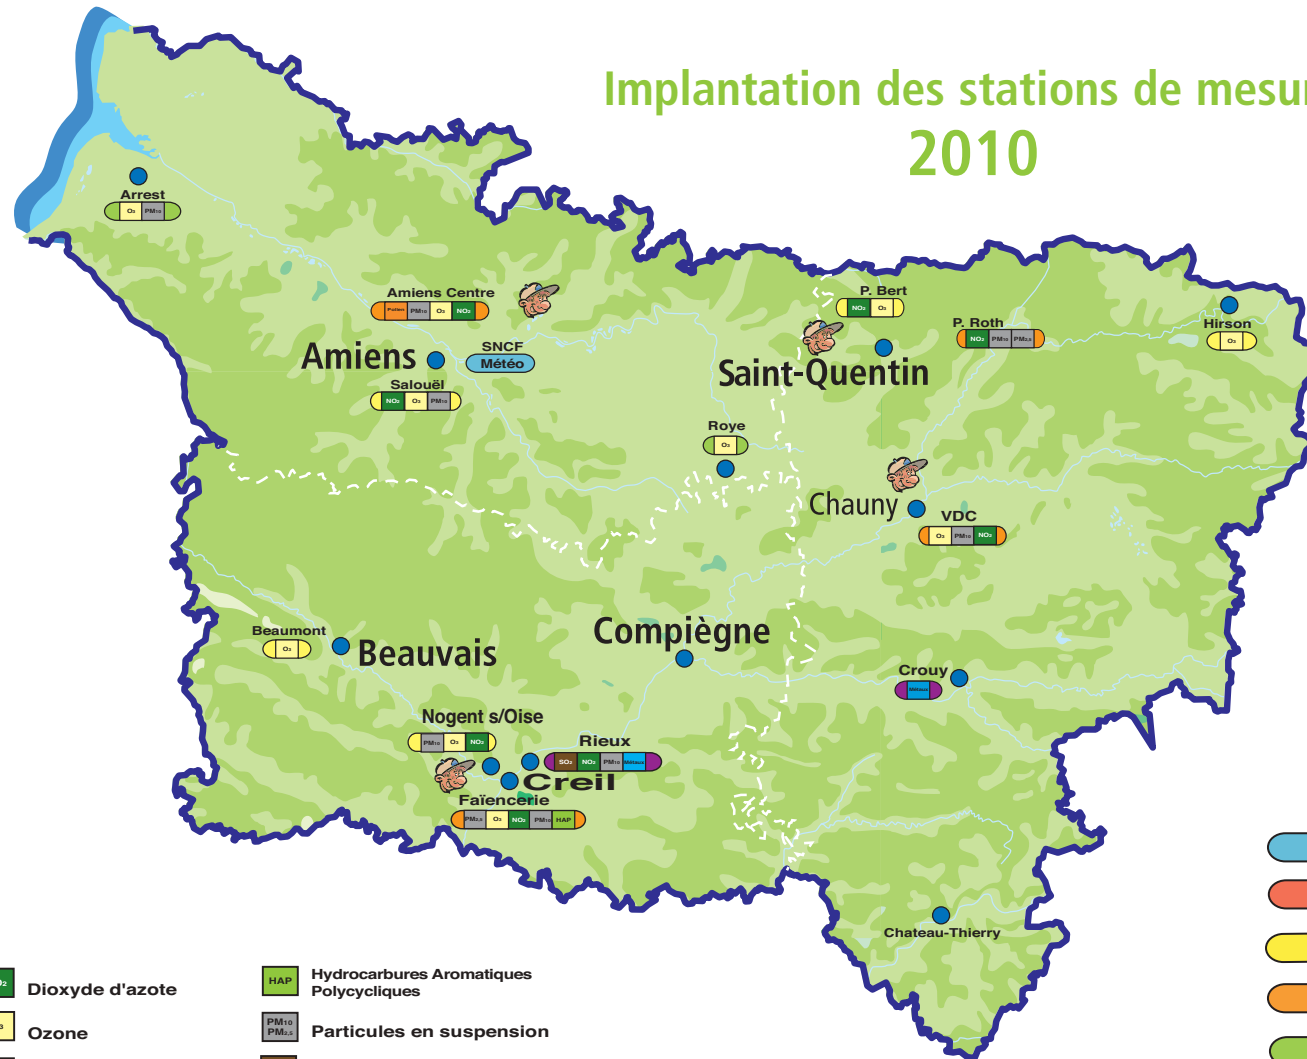 Implantation des stations de mesur
2010
Arrest
O₃ PM₁₀
Amiens Centre
Pollen PM₁₀ O₃ NO₂
Amiens
SNCF
Météo
Salouël
NO₂ O₃ PM₁₀
P. Bert
NO₂ O₃
P. Roth
NO₂ PM₁₀ PM₂,₅
Hirson
O₃
Saint-Quentin
Roye
O₃
Chauny
VDC
O₃ PM₁₀ NO₂
Beaumont
O₃
Beauvais
Compiègne
Crouy
Métaux
Nogent s/Oise
PM₁₀ O₃ NO₂
Rieux
SO₂ NO₂ PM₁₀ Métaux
Creil
Faïencerie
PM₂,₅ O₃ NO₂ PM₁₀ HAP
Chateau-Thierry
O₂ Dioxyde d'azote
₃ Ozone
HAP Hydrocarbures Aromatiques
Polycycliques
PM10
PM₂,₅ Particules en suspension